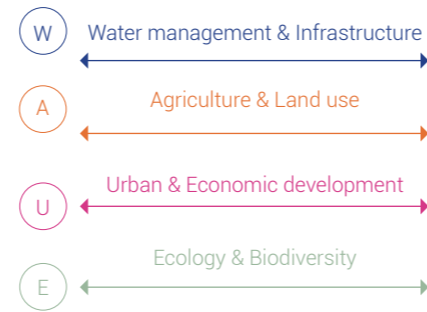 W Water management & Infrastructure
A Agriculture & Land use
U Urban & Economic development
E Ecology & Biodiversity